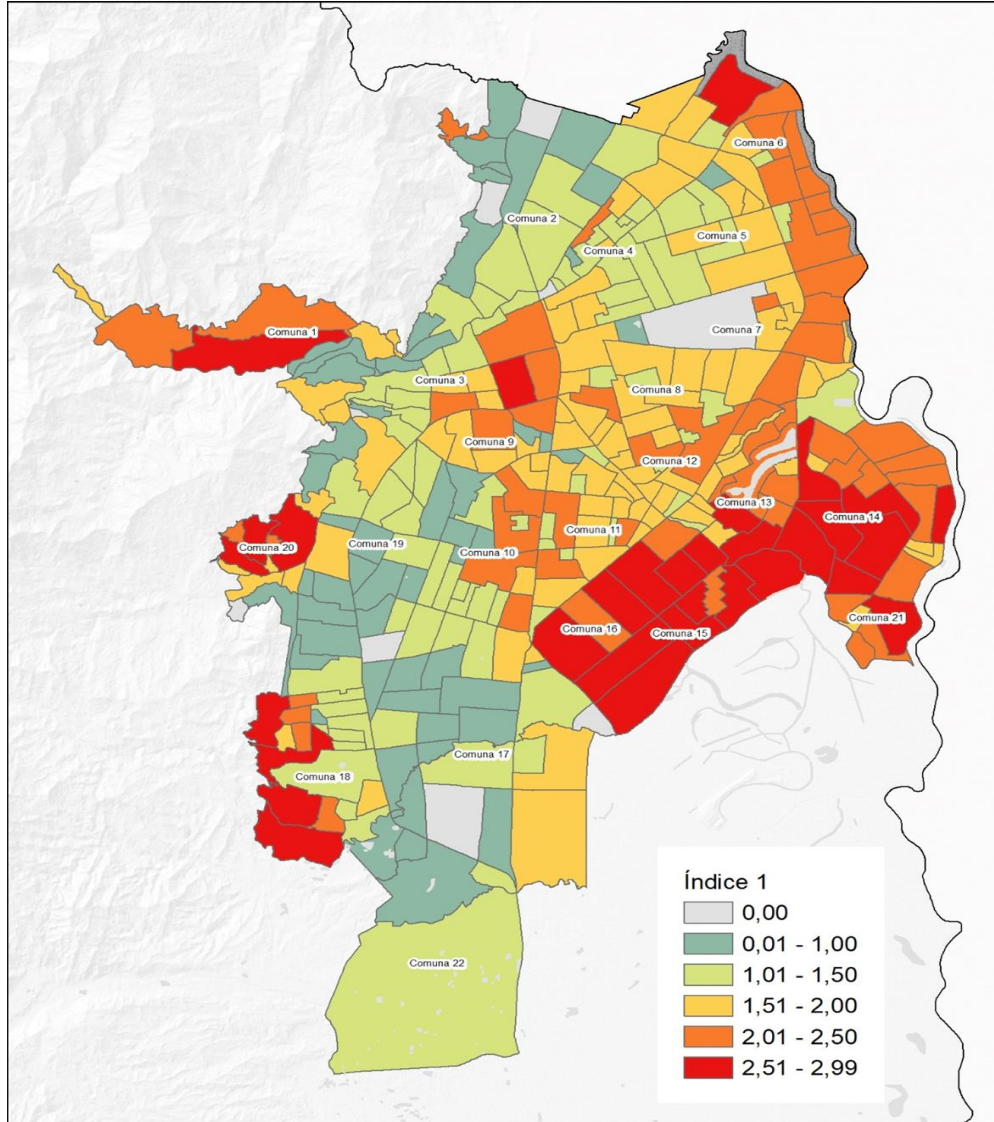 Comuna 6
Comuna 2
Comuna 5
Comuna 4
Comuna 1
Comuna 7
Comuna 3
Comuna 8
Comuna 9
Comuna 12
Comuna 13
Comuna 14
Comuna 11
Comuna 19
Comuna 20
Comuna 10
Comuna 21
Comuna 16
Comuna 15
Comuna 17
Comuna 18
Comuna 22
Índice 1
0,00
0,01 - 1,00
1,01 - 1,50
1,51 - 2,00
2,01 - 2,50
2,51 - 2,99